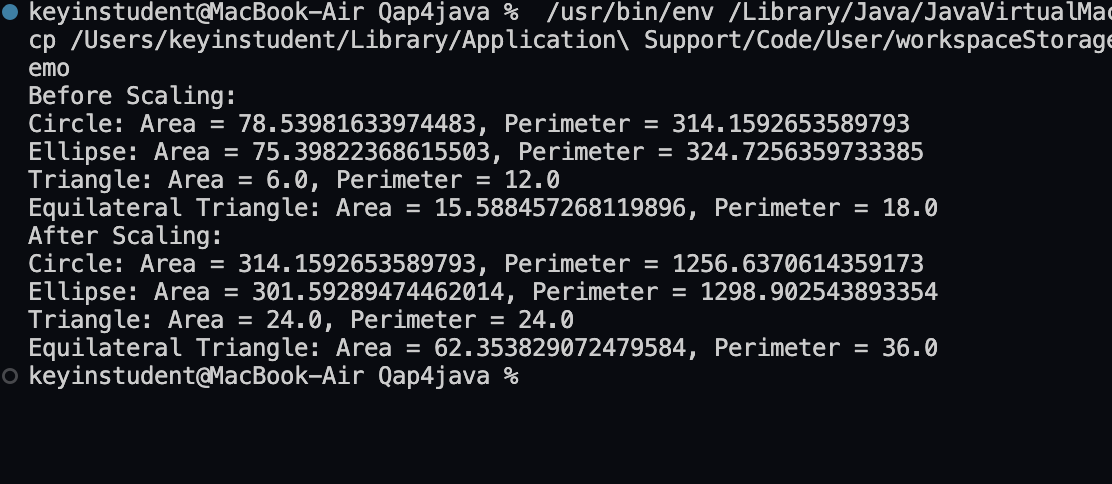 keyinstudent@MacBook-Air Qap4java %  /usr/bin/env /Library/Java/JavaVirtualMac
cp /Users/keyinstudent/Library/Application\ Support/Code/User/workspaceStorage
emo
Before Scaling:
Circle: Area = 78.53981633974483, Perimeter = 314.1592653589793
Ellipse: Area = 75.39822368615503, Perimeter = 324.7256359733385
Triangle: Area = 6.0, Perimeter = 12.0
Equilateral Triangle: Area = 15.588457268119896, Perimeter = 18.0
After Scaling:
Circle: Area = 314.1592653589793, Perimeter = 1256.6370614359173
Ellipse: Area = 301.59289474462014, Perimeter = 1298.902543893354
Triangle: Area = 24.0, Perimeter = 24.0
Equilateral Triangle: Area = 62.353829072479584, Perimeter = 36.0
keyinstudent@MacBook-Air Qap4java %